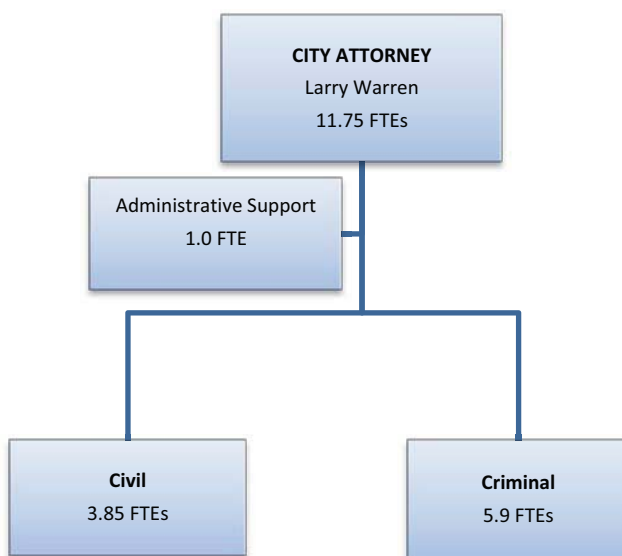 CITY ATTORNEY
Larry Warren
11.75 FTEs
Administrative Support
1.0 FTE
Civil
3.85 FTEs
Criminal
5.9 FTEs